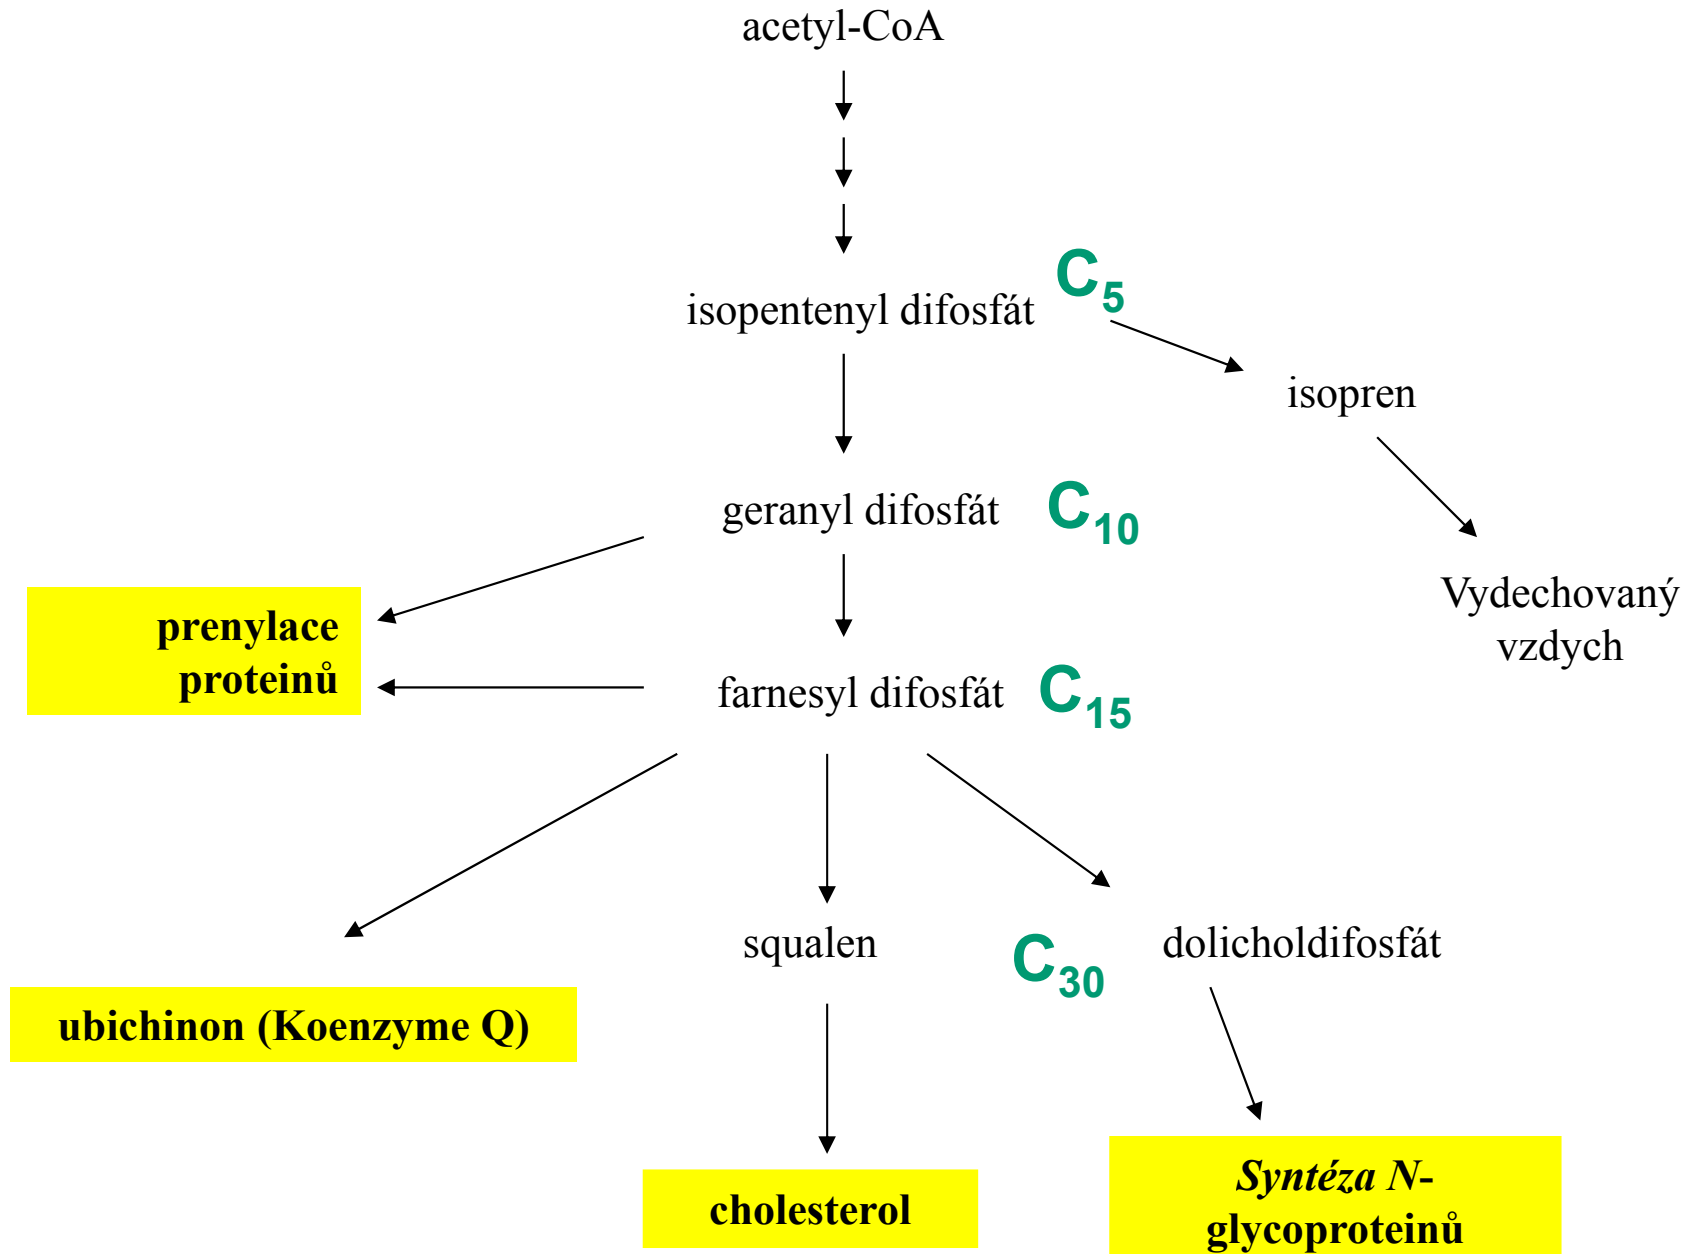 acetyl-CoA
isopentenyl difosfát
C5
isopren
geranyl difosfát
C10
Vydechovaný
vzdych
prenylace
proteinů
farnesyl difosfát
C15
squalen
C30
dolicholdifosfát
ubichinon (Koenzyme Q)
cholesterol
Syntéza N-
glycoproteinů